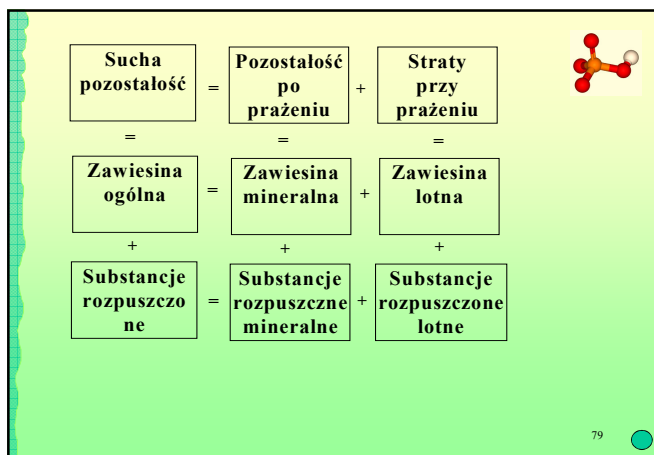 Sucha
pozostałość
=
Pozostałość
po
prażeniu
+
Straty
przy
prażeniu
=
=
=
Zawiesina
ogólna
=
Zawiesina
mineralna
+
Zawiesina
lotna
+
+
+
Substancje
rozpuszczo
ne
=
Substancje
rozpuszczne
mineralne
+
Substancje
rozpuszczone
lotne
79